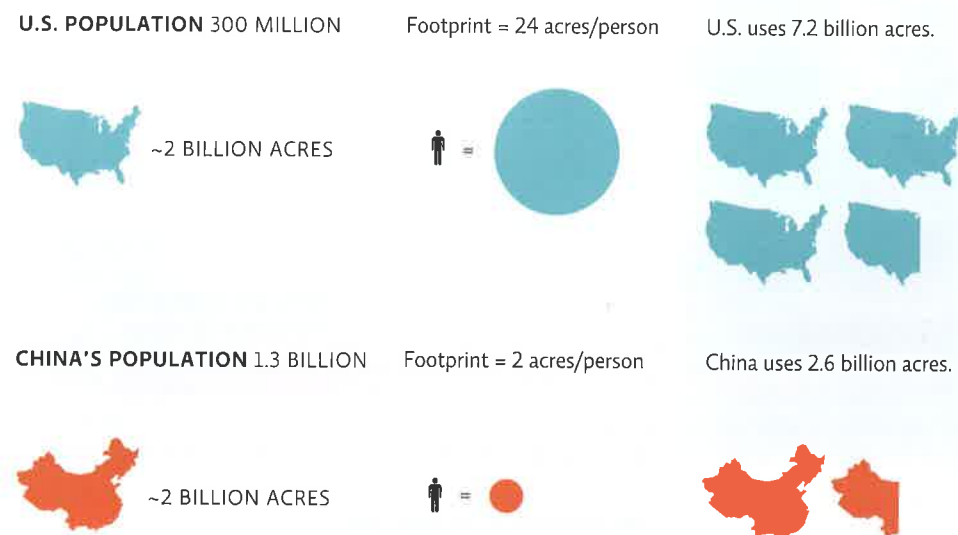 U.S. POPULATION 300 MILLION
Footprint = 24 acres/person
U.S. uses 7.2 billion acres.
~2 BILLION ACRES
=
CHINA'S POPULATION 1.3 BILLION
Footprint = 2 acres/person
China uses 2.6 billion acres.
~2 BILLION ACRES
=